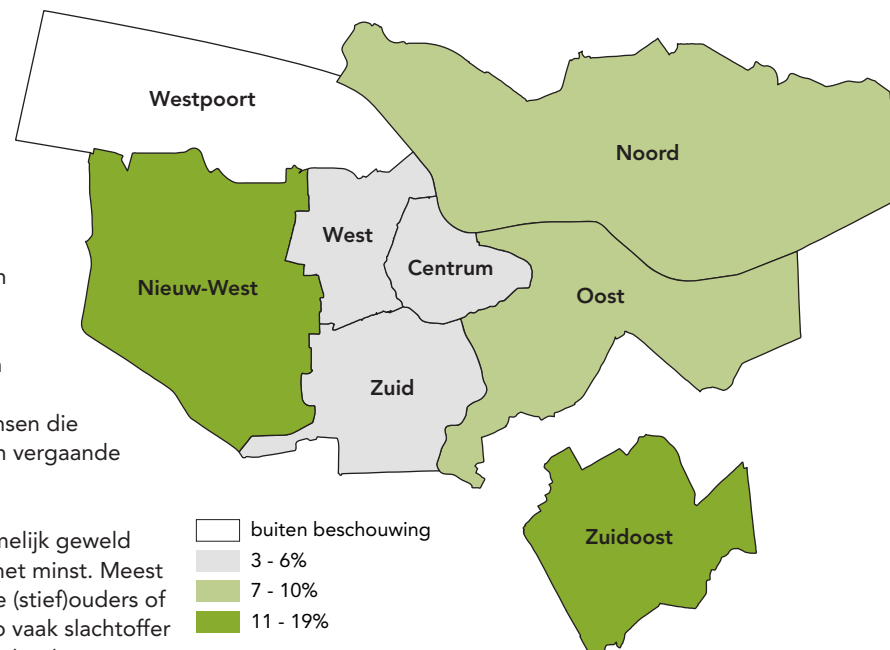 Westpoort
Noord
West
Centrum
Nieuw-West
Oost
Zuid
Zuidoost
nsen die
vergaande
melijk geweld
net minst. Meest
e (stief)ouders of
vaak slachtoffer
buiten beschouwing
3 - 6%
7 - 10%
11 - 19%